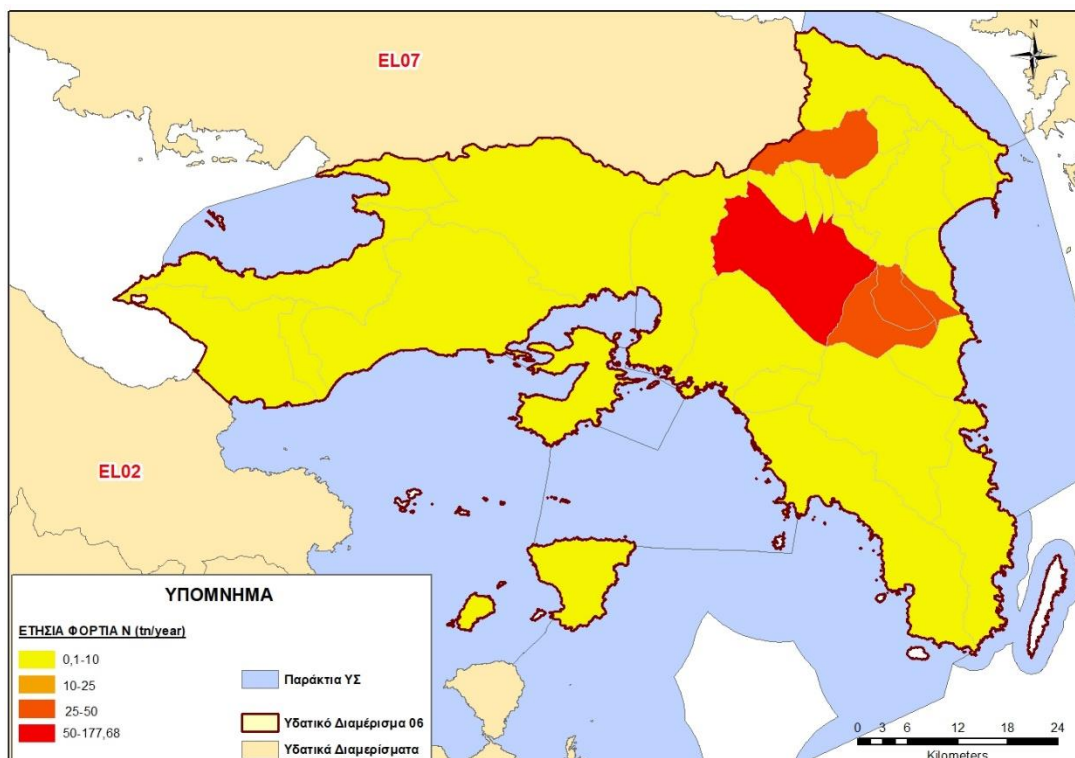 EL07
N
EL02
ΥΠΟΜΝΗΜΑ
ΕΤΗΣΙΑ ΦΟΡΤΙΑ Ν (tn/year)
0,1-10
10-25
25-50
50-177,68
Παράκτια ΥΣ
Υδατικό Διαμέρισμα 06
Υδατικά Διαμερίσματα
0 3 6 12 18 24
Kilometers